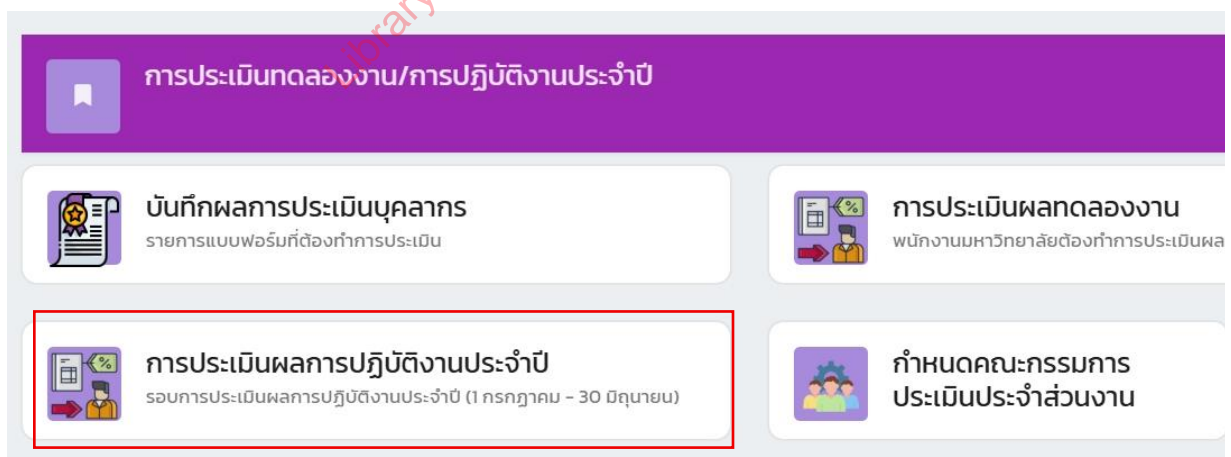 Library
การประเมินทดลองงาน/การปฏิบัติงานประจำปี
บันทึกผลการประเมินบุคลากร
รายการแบบฟอร์มที่ต้องทำการประเมิน
การประเมินผลทดลองงาน
พนักงานมหาวิทยาลัยต้องทำการประเมินผล
การประเมินผลการปฏิบัติงานประจำปี
รอบการประเมินผลการปฏิบัติงานประจำปี (1 กรกฎาคม - 30 มิถุนายน)
กำหนดคณะกรรมการ
ประเมินประจำส่วนงาน